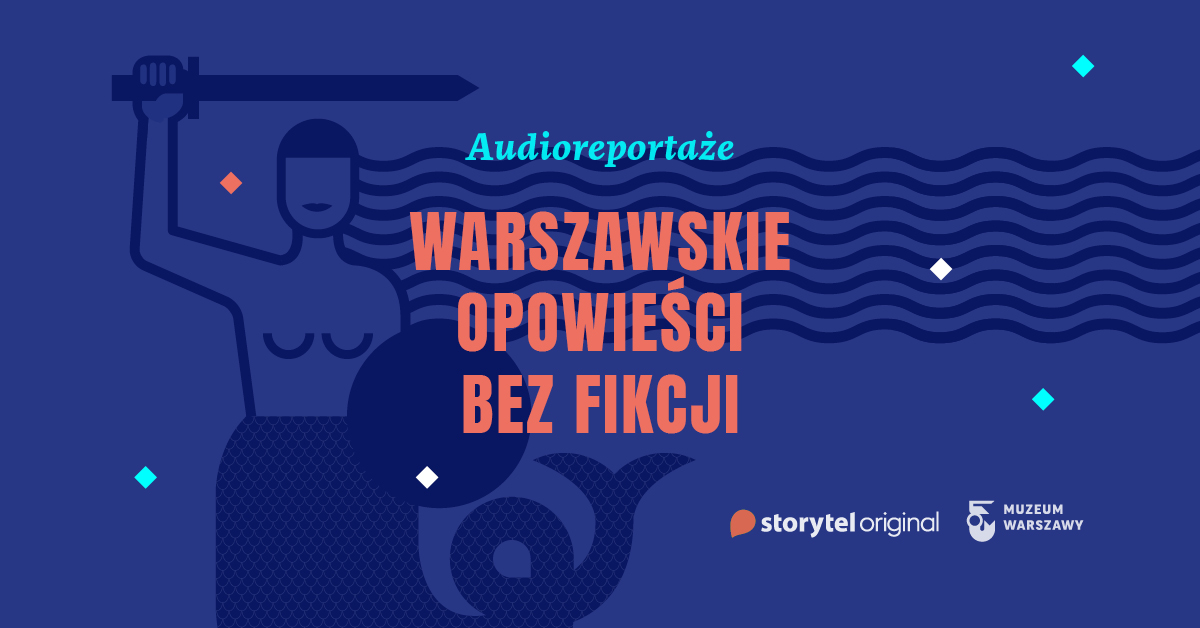 Audioreportaże
WARSZAWSKIE
OPOWIEŚCI
BEZ FIKCJI
storytel original
MUZEUM
WARSZAWY